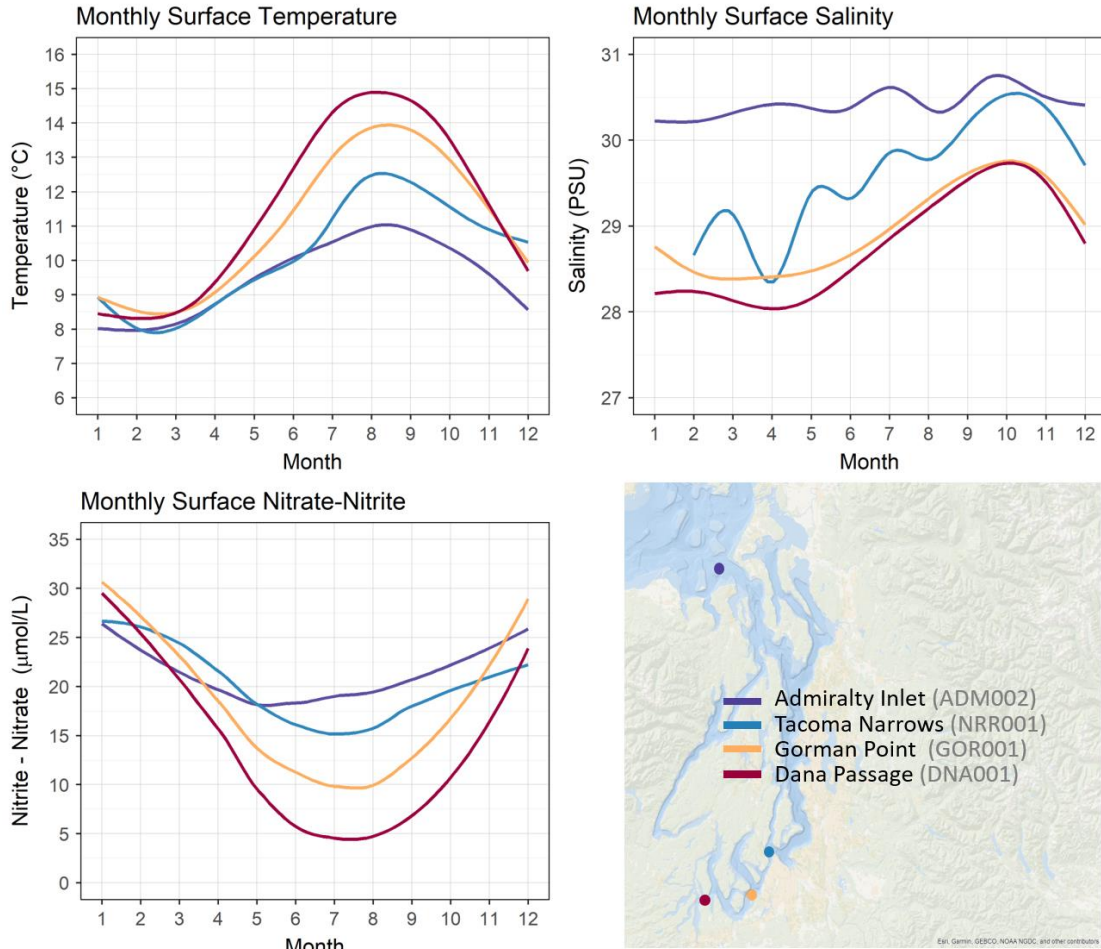 Monthly Surface Temperature
16
15
14
13
12
11
10
9
8
7
6
Temperature (°C)
1 2 3 4 5 6 7 8 9 10 11 12
Month
Monthly Surface Salinity
31
30
29
28
27
Salinity (PSU)
1 2 3 4 5 6 7 8 9 10 11 12
Month
Monthly Surface Nitrate-Nitrite
35
30
25
20
15
10
5
0
Nitrite - Nitrate (µmol/L)
1 2 3 4 5 6 7 8 9 10 11 12
Month
Admiralty Inlet (ADM002)
Tacoma Narrows (NRR001)
Gorman Point (GOR001)
Dana Passage (DNA001)
Esri, Garmin, GEBCO, NOAA NGDC, and other contributors